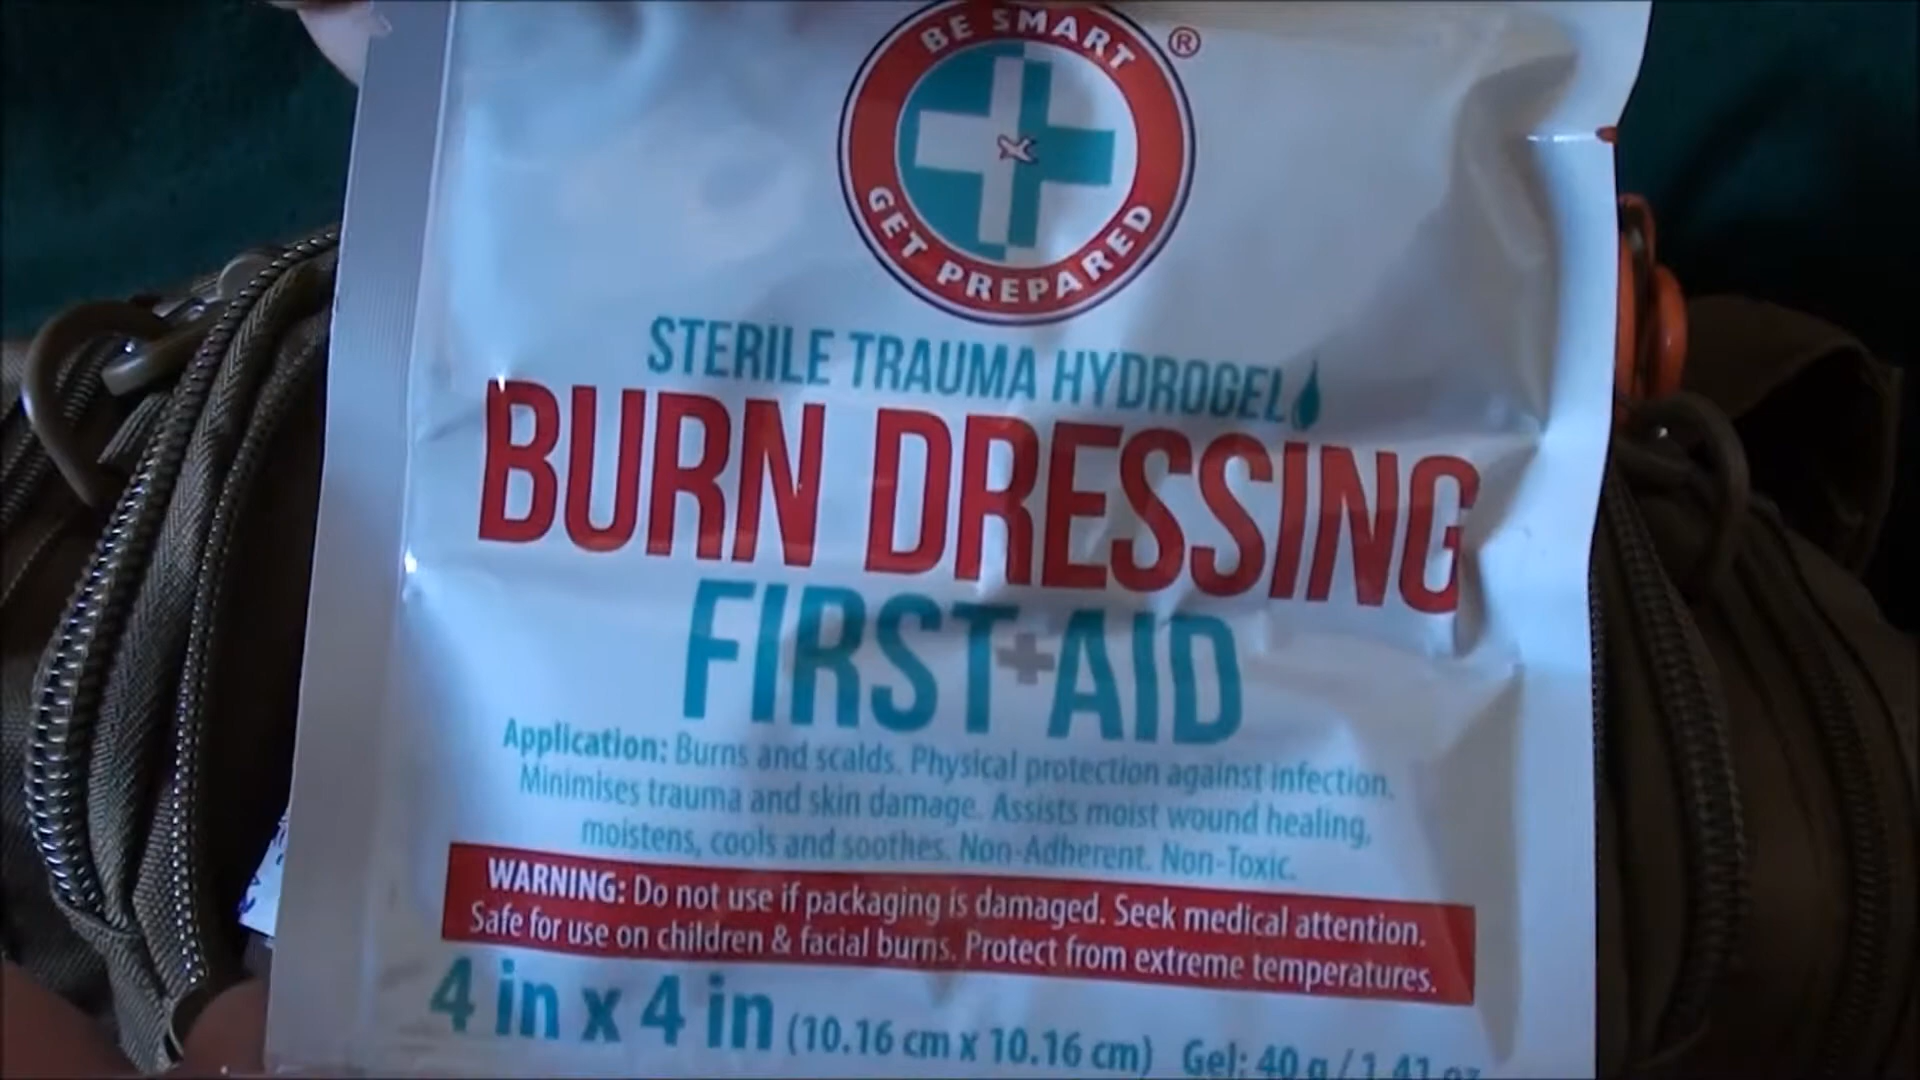 BE SMART
®
GET PREPARED
STERILE TRAUMA HYDROGEL
BURN DRESSING
FIRST+AID
Application: Burns and scalds. Physical protection against infection.
Minimises trauma and skin damage. Assists moist wound healing,
moistens, cools and soothes. Non-Adherent. Non-Toxic.
WARNING: Do not use if packaging is damaged. Seek medical attention.
Safe for use on children & facial burns. Protect from extreme temperatures.
4 in x 4 in (10.16 cm x 10.16 cm) Gel: 40 g / 1.41 oz